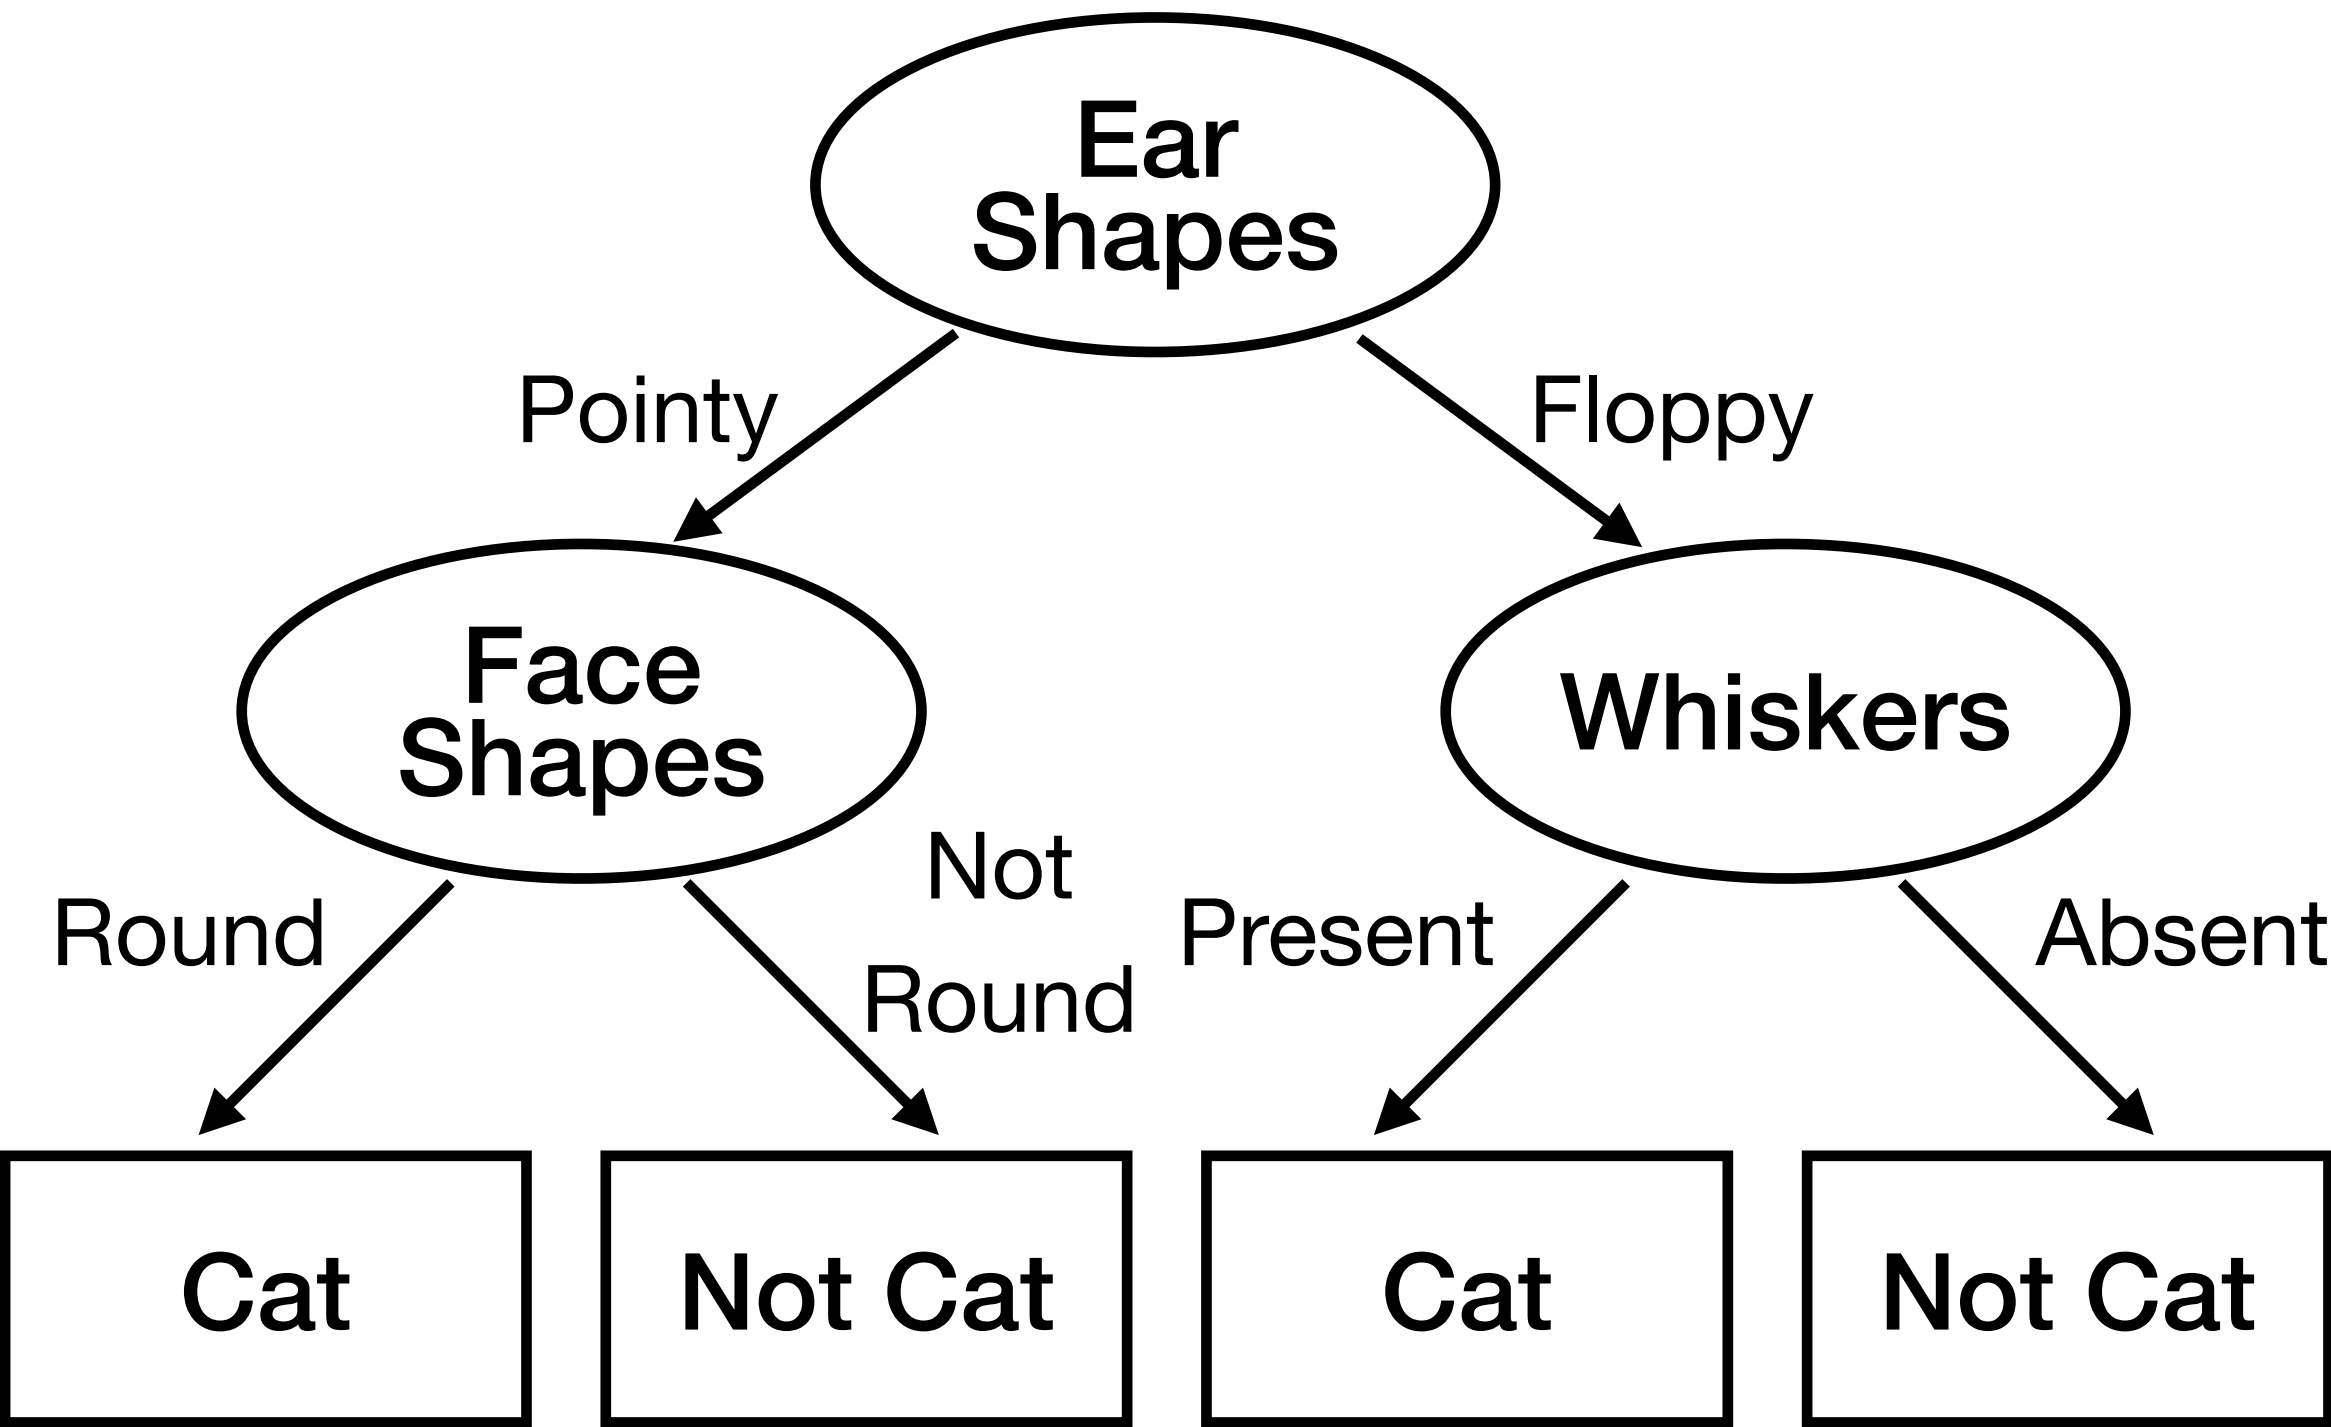 Ear
Shapes
Pointy
Floppy
Face
Shapes
Whiskers
Round
Not
Round
Present
Absent
Cat
Not Cat
Cat
Not Cat